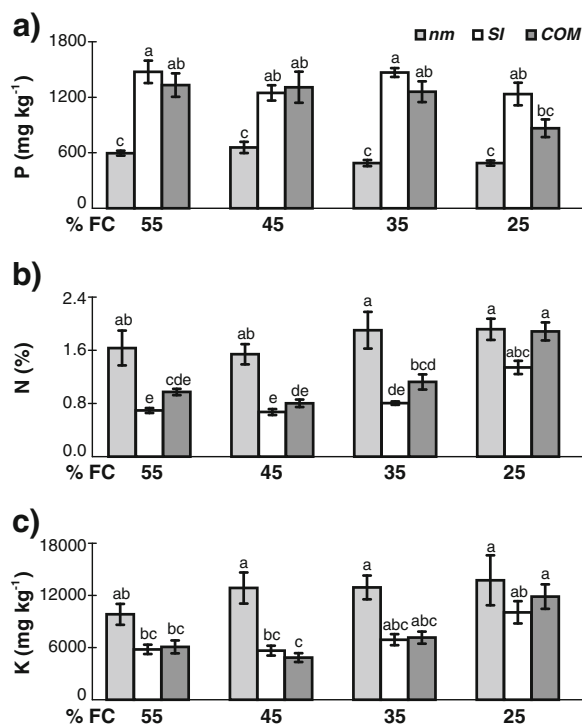 a)
nm SI COM
P (mg kg⁻¹)
1800
1200
600
0
c a ab c ab ab c a ab c ab bc
% FC 55 45 35 25
b)
N (%)
2.4
1.6
0.8
0.0
ab e cde ab e de a de bcd a abc a
% FC 55 45 35 25
c)
K (mg kg⁻¹)
18000
12000
6000
0
ab bc bc a bc c a abc abc a ab a
% FC 55 45 35 25